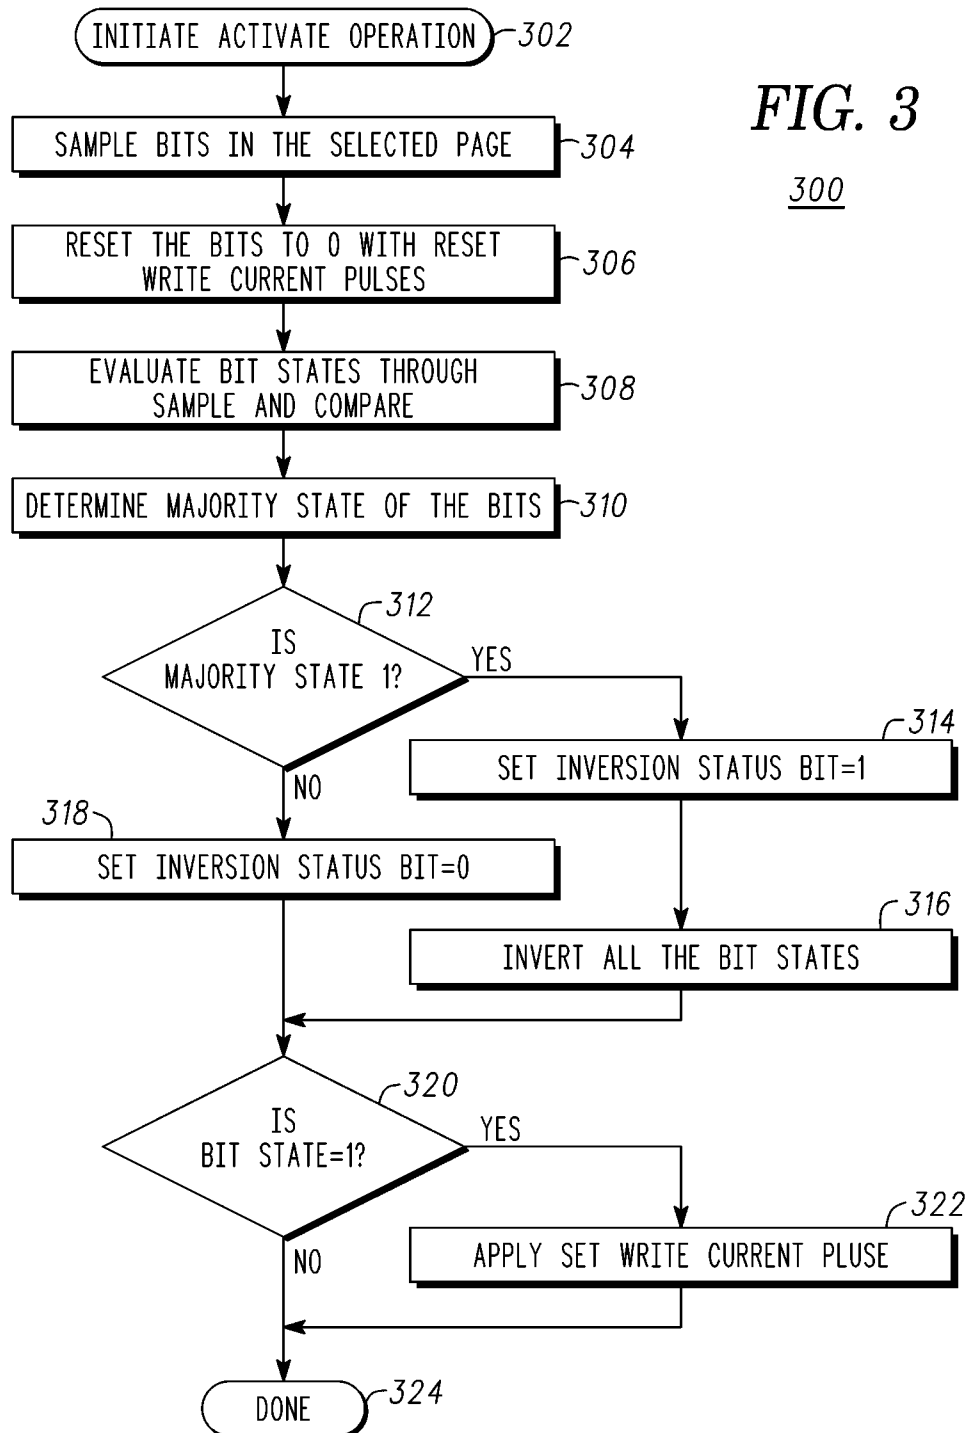 INITIATE ACTIVATE OPERATION 302
FIG. 3
300
SAMPLE BITS IN THE SELECTED PAGE 304
RESET THE BITS TO 0 WITH RESET
WRITE CURRENT PULSES
306
EVALUATE BIT STATES THROUGH
SAMPLE AND COMPARE
308
DETERMINE MAJORITY STATE OF THE BITS 310
312
IS
MAJORITY STATE 1?
YES
NO
314
SET INVERSION STATUS BIT=1
318
SET INVERSION STATUS BIT=0
316
INVERT ALL THE BIT STATES
320
IS
BIT STATE=1?
YES
NO
322
APPLY SET WRITE CURRENT PLUSE
DONE 324